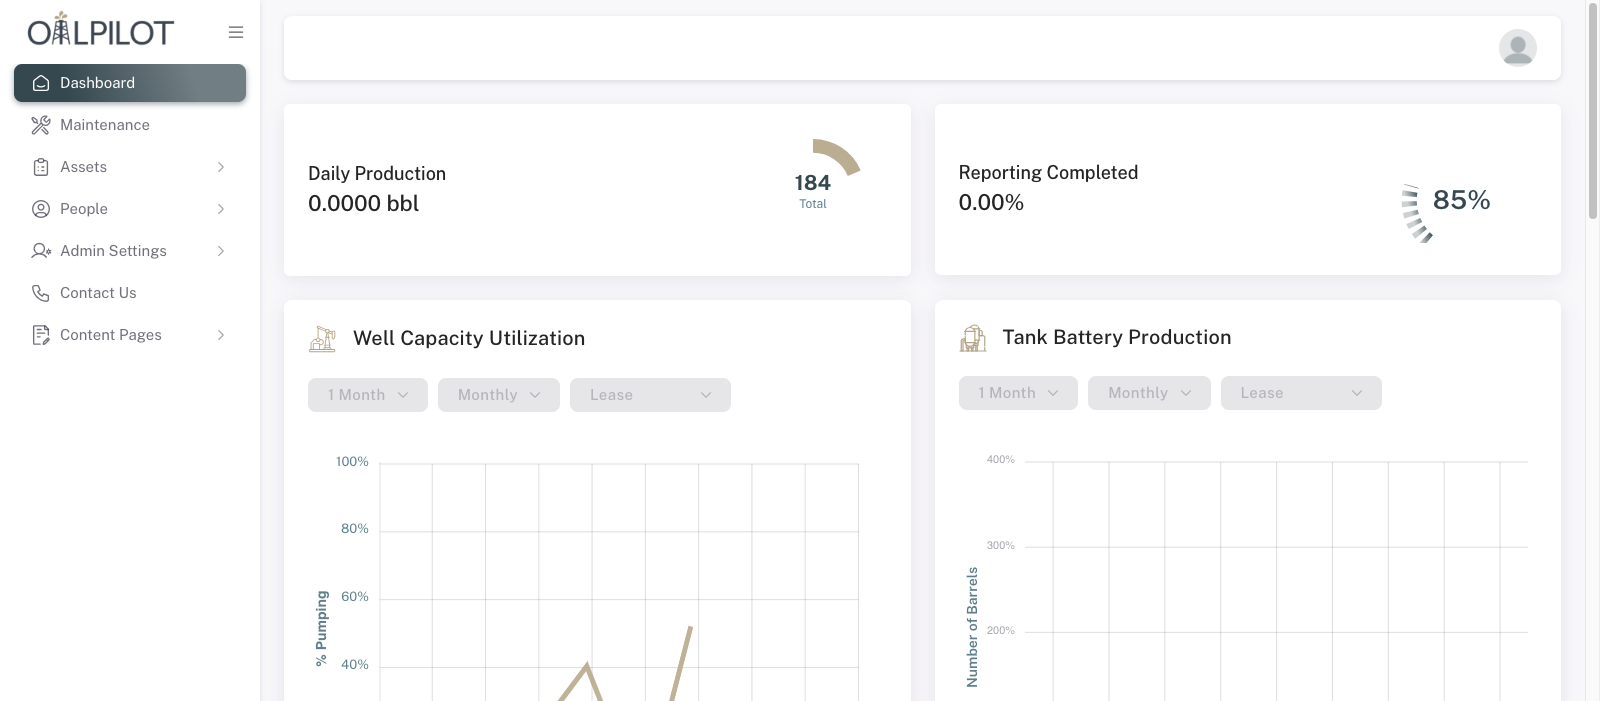 OILPILOT
Dashboard
Maintenance
Assets
People
Admin Settings
Contact Us
Content Pages
Daily Production
0.0000 bbl
184
Total
Reporting Completed
0.00%
85%
Well Capacity Utilization
1 Month
Monthly
Lease
100%
80%
60%
40%
% Pumping
Tank Battery Production
1 Month
Monthly
Lease
400%
300%
200%
Number of Barrels